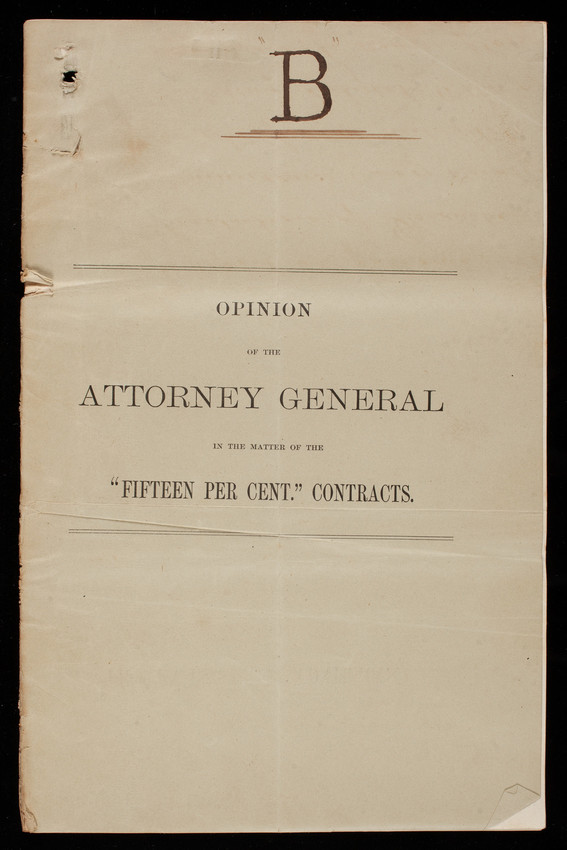 "B"
OPINION
OF THE
ATTORNEY GENERAL
IN THE MATTER OF THE
“FIFTEEN PER CENT.” CONTRACTS.